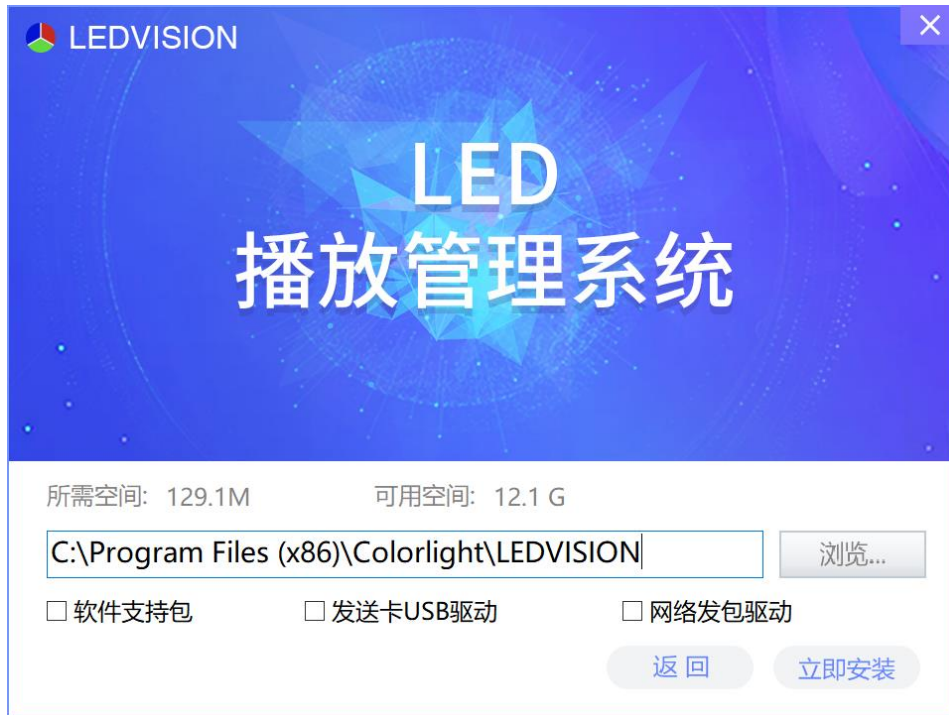 LEDVISION
LED
播放管理系统
所需空间: 129.1M 可用空间: 12.1 G
C:\Program Files (x86)\Colorlight\LEDVISION
浏览...
软件支持包 发送卡USB驱动 网络发包驱动
返 回 立即安装